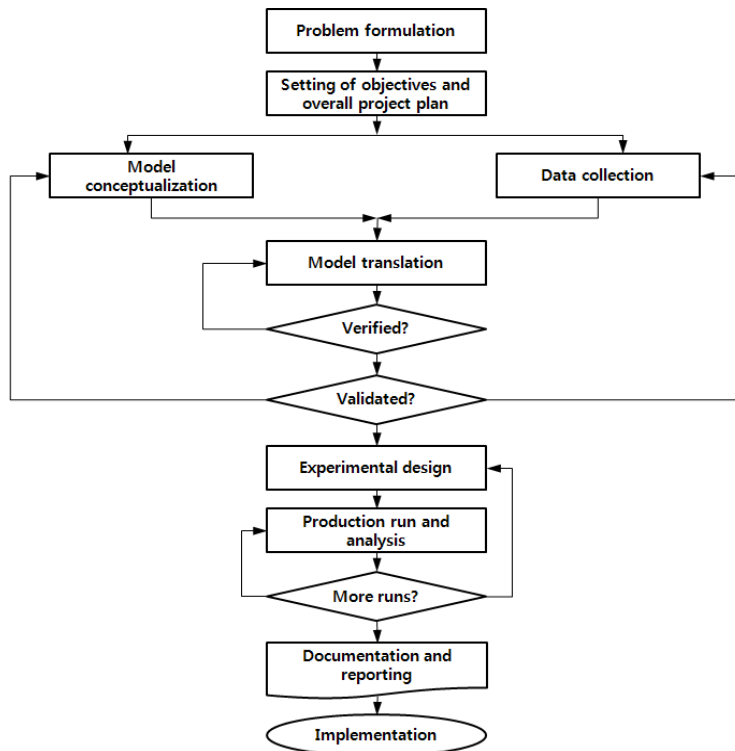 Problem formulation
Setting of objectives and
overall project plan
Model
conceptualization
Data collection
Model translation
Verified?
Validated?
Experimental design
Production run and
analysis
More runs?
Documentation and
reporting
Implementation